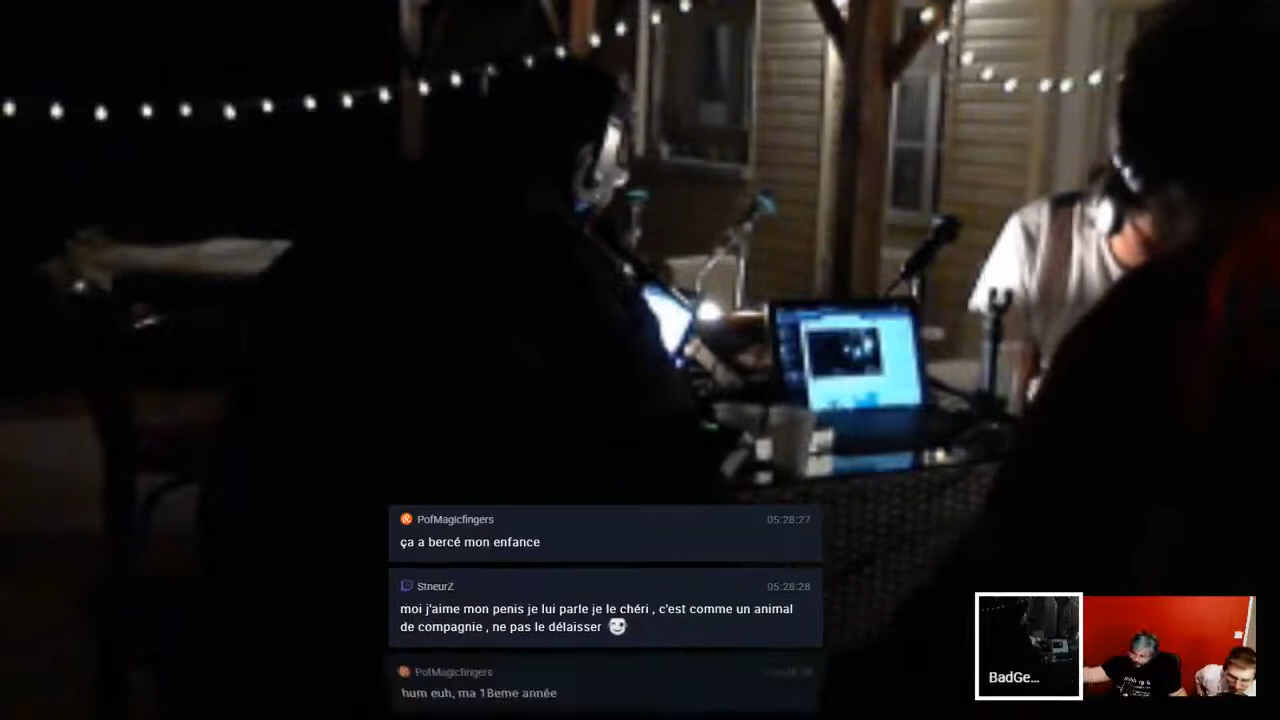 PofMagicfingers 05:28:27
ça a bercé mon enfance
StneurZ 05:28:28
moi j'aime mon penis je lui parle je le chéri , c'est comme un animal
de compagnie , ne pas le délaisser
PofMagicfingers
hum euh, ma 18eme année
BadGe...